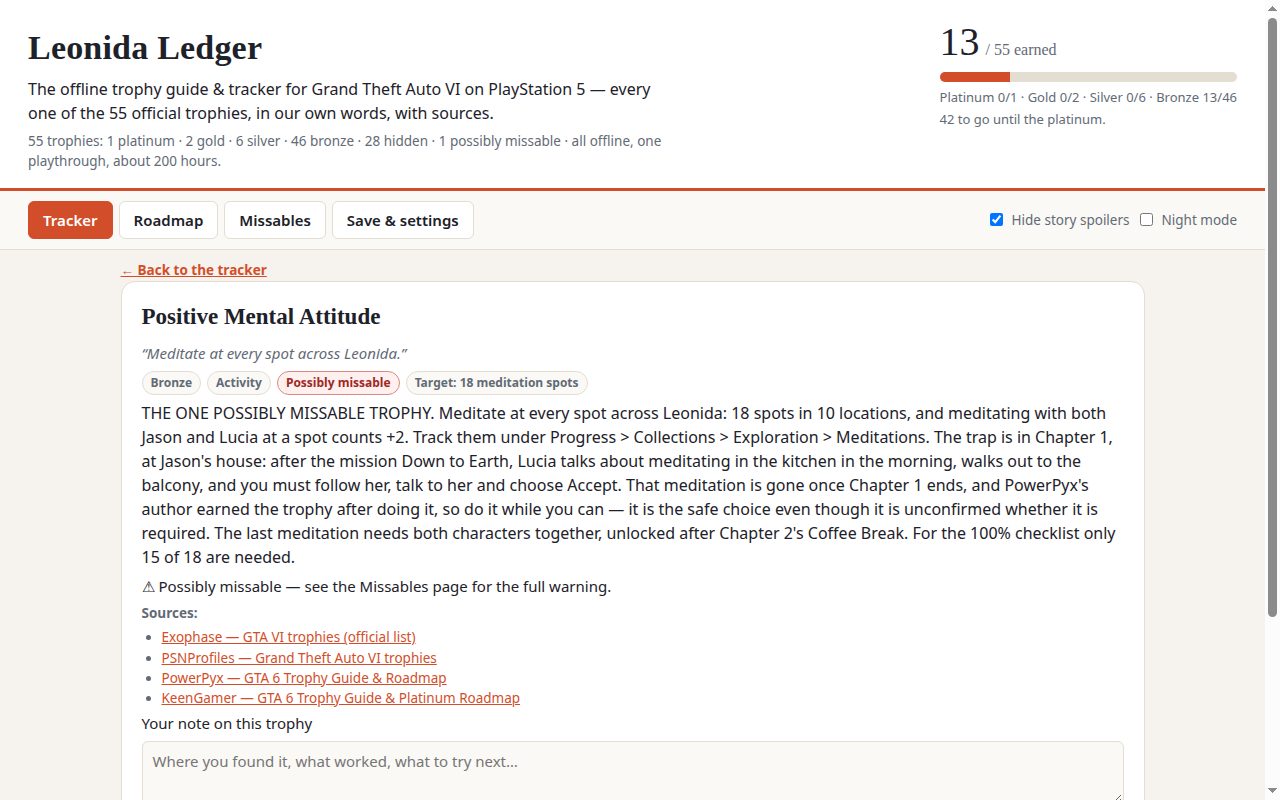 Leonida Ledger
The offline trophy guide & tracker for Grand Theft Auto VI on PlayStation 5 — every
one of the 55 official trophies, in our own words, with sources.
55 trophies: 1 platinum · 2 gold · 6 silver · 46 bronze · 28 hidden · 1 possibly missable · all offline, one
playthrough, about 200 hours.
13 / 55 earned
Platinum 0/1 · Gold 0/2 · Silver 0/6 · Bronze 13/46
42 to go until the platinum.
Tracker Roadmap Missables Save & settings Hide story spoilers Night mode
← Back to the tracker
Positive Mental Attitude
“Meditate at every spot across Leonida.”
Bronze Activity Possibly missable Target: 18 meditation spots
THE ONE POSSIBLY MISSABLE TROPHY. Meditate at every spot across Leonida: 18 spots in 10 locations, and meditating with both
Jason and Lucia at a spot counts +2. Track them under Progress > Collections > Exploration > Meditations. The trap is in Chapter 1,
at Jason's house: after the mission Down to Earth, Lucia talks about meditating in the kitchen in the morning, walks out to the
balcony, and you must follow her, talk to her and choose Accept. That meditation is gone once Chapter 1 ends, and PowerPyx's
author earned the trophy after doing it, so do it while you can — it is the safe choice even though it is unconfirmed whether it is
required. The last meditation needs both characters together, unlocked after Chapter 2's Coffee Break. For the 100% checklist only
15 of 18 are needed.
⚠ Possibly missable — see the Missables page for the full warning.
Sources:
• Exophase — GTA VI trophies (official list)
• PSNProfiles — Grand Theft Auto VI trophies
• PowerPyx — GTA 6 Trophy Guide & Roadmap
• KeenGamer — GTA 6 Trophy Guide & Platinum Roadmap
Your note on this trophy
Where you found it, what worked, what to try next...